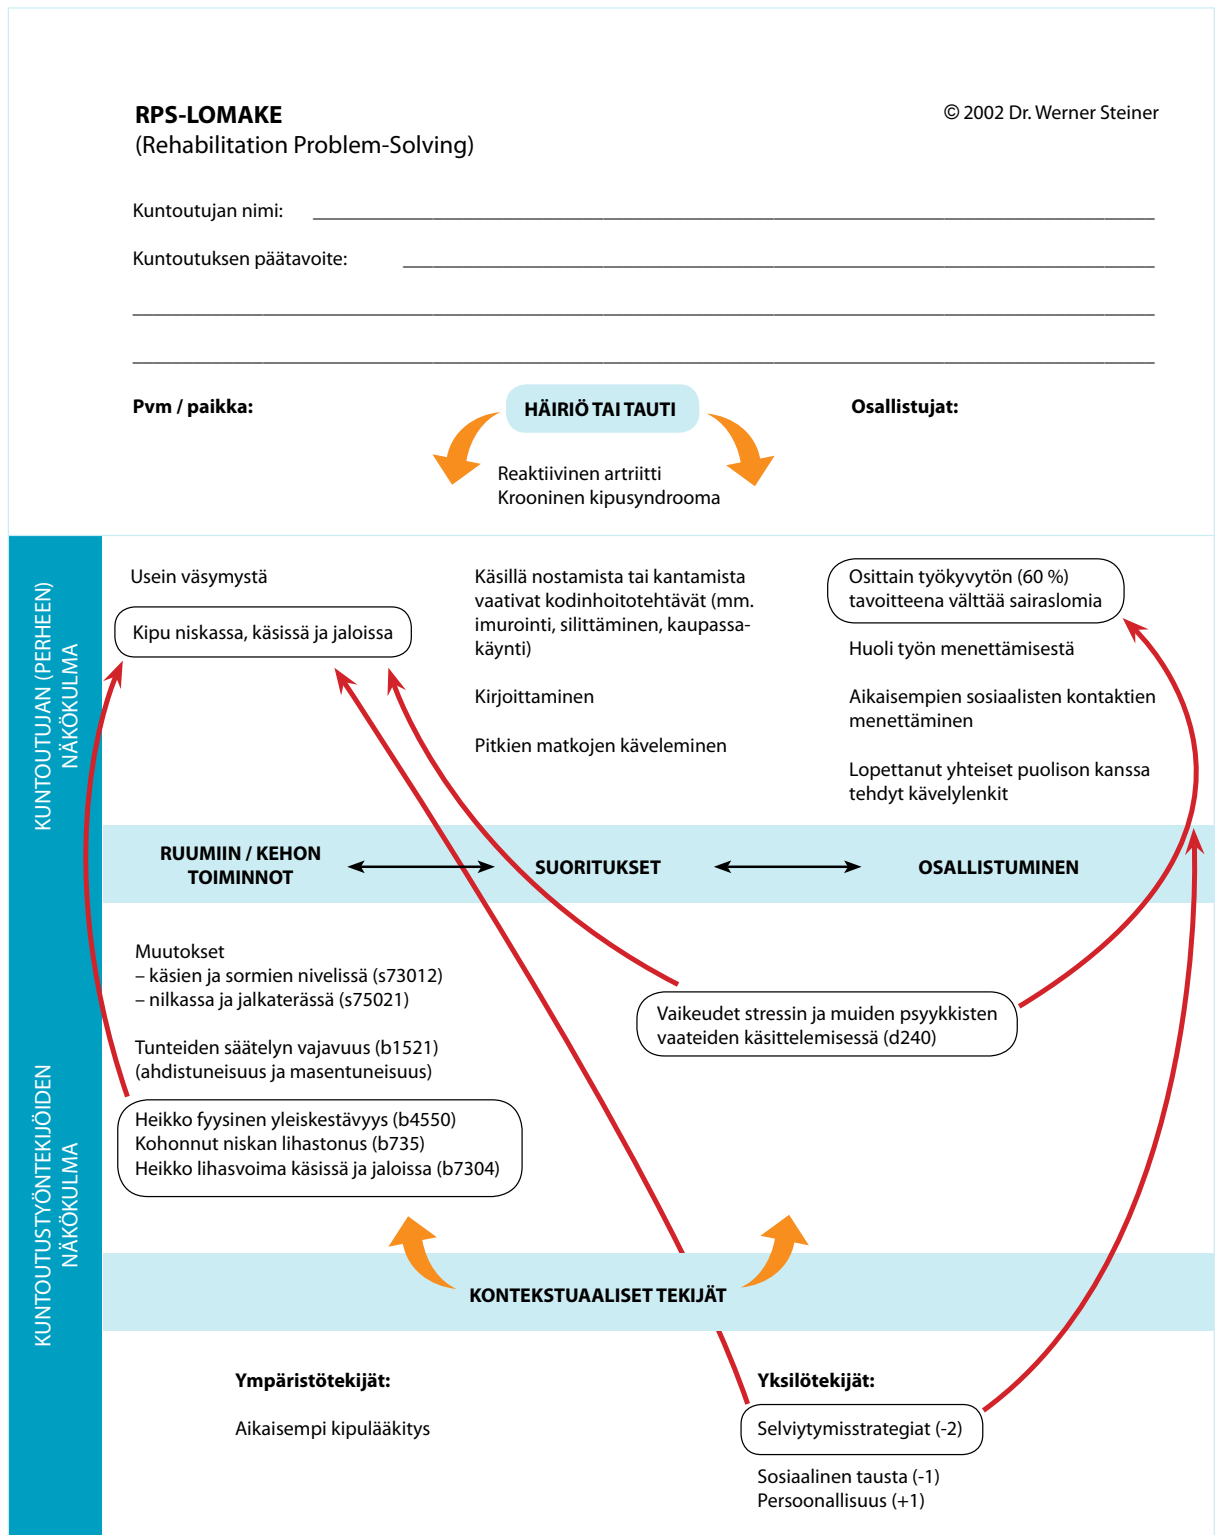 RPS-LOMAKE
(Rehabilitation Problem-Solving)
© 2002 Dr. Werner Steiner
Kuntoutujan nimi:
Kuntoutuksen päätavoite:
Pvm / paikka:
HÄIRIÖ TAI TAUTI
Osallistujat:
Reaktiivinen artriitti
Krooninen kipusyndrooma
KUNTOUTUJAN (PERHEEN)
NÄKÖKULMA
Usein väsymystä
Kipu niskassa, käsissä ja jaloissa
Käsillä nostamista tai kantamista
vaativat kodinhoitotehtävät (mm.
imurointi, silittäminen, kaupassa-
käynti)
Kirjoittaminen
Pitkien matkojen käveleminen
Osittain työkyvytön (60 %)
tavoitteena välttää sairaslomia
Huoli työn menettämisestä
Aikaisempien sosiaalisten kontaktien
menettäminen
Lopettanut yhteiset puolison kanssa
tehdyt kävelylenkit
RUUMIIN / KEHON
TOIMINNOT
SUORITUKSET
OSALLISTUMINEN
KUNTOUTUSTYÖNTEKIJÖIDEN
NÄKÖKULMA
Muutokset
– käsien ja sormien nivelissä (s73012)
– nilkassa ja jalkaterässä (s75021)
Tunteiden säätelyn vajavuus (b1521)
(ahdistuneisuus ja masentuneisuus)
Heikko fyysinen yleiskestävyys (b4550)
Kohonnut niskan lihastonus (b735)
Heikko lihasvoima käsissä ja jaloissa (b7304)
Vaikeudet stressin ja muiden psyykkisten
vaateiden käsittelemisessä (d240)
KONTEKSTUAALISET TEKIJÄT
Ympäristötekijät:
Aikaisempi kipulääkitys
Yksilötekijät:
Selviytymisstrategiat (-2)
Sosiaalinen tausta (-1)
Persoonallisuus (+1)